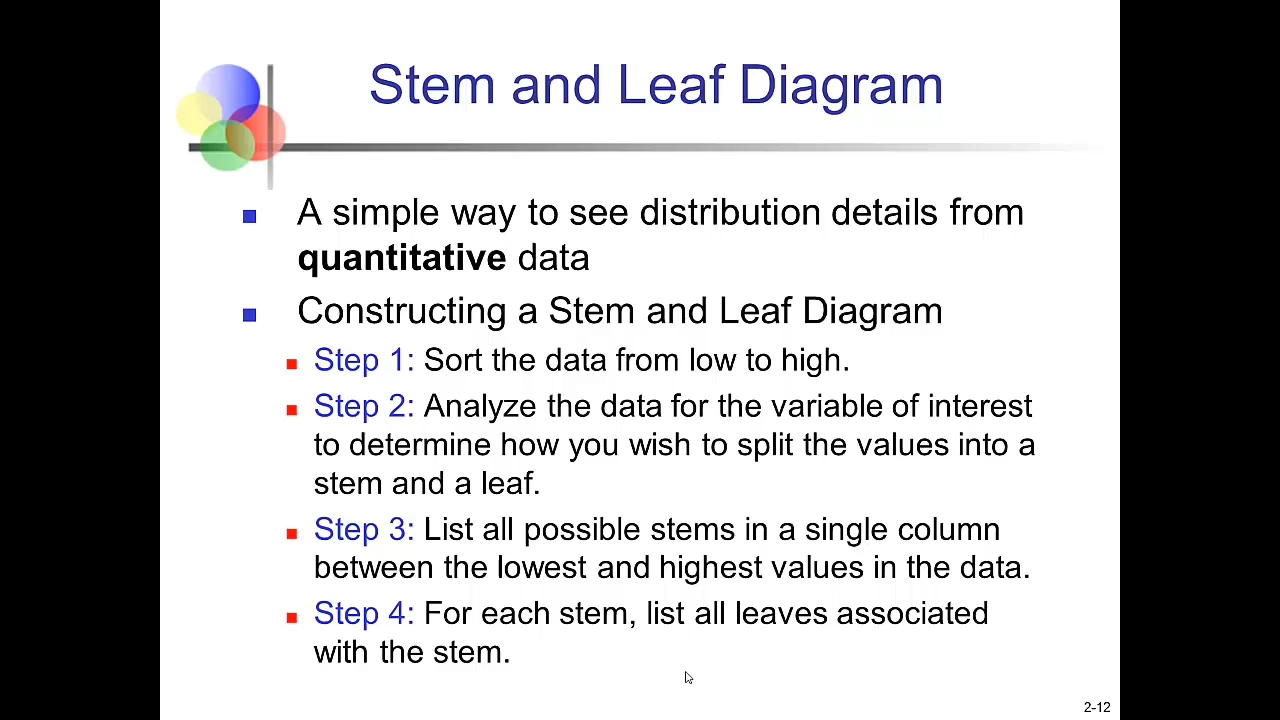 Stem and Leaf Diagram
A simple way to see distribution details from
quantitative data
Constructing a Stem and Leaf Diagram
Step 1: Sort the data from low to high.
Step 2: Analyze the data for the variable of interest
to determine how you wish to split the values into a
stem and a leaf.
Step 3: List all possible stems in a single column
between the lowest and highest values in the data.
Step 4: For each stem, list all leaves associated
with the stem.
2-12